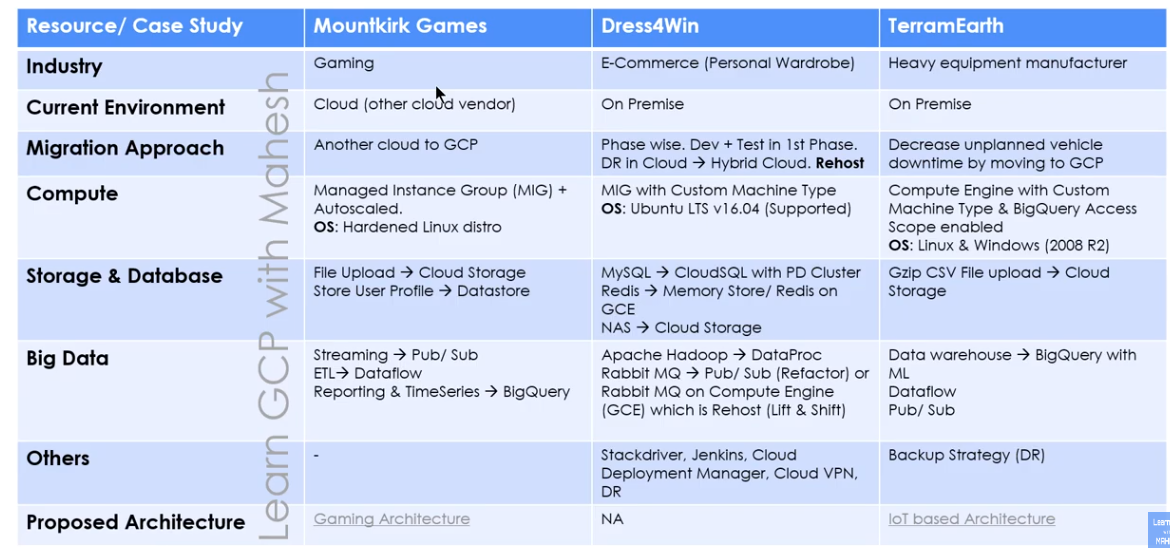 Resource/ Case Study Mountkirk Games Dress4Win TerramEarth
Industry Gaming E-Commerce (Personal Wardrobe) Heavy equipment manufacturer
Current Environment Cloud (other cloud vendor) On Premise On Premise
Migration Approach
Another cloud to GCP
Phase wise. Dev + Test in 1st Phase.
DR in Cloud → Hybrid Cloud. Rehost
Decrease unplanned vehicle
downtime by moving to GCP
Compute
Managed Instance Group (MIG) +
Autoscaled.
OS: Hardened Linux distro
MIG with Custom Machine Type
OS: Ubuntu LTS v16.04 (Supported)
Compute Engine with Custom
Machine Type & BigQuery Access
Scope enabled
OS: Linux & Windows (2008 R2)
Storage & Database
File Upload → Cloud Storage
Store User Profile → Datastore
MySQL → CloudSQL with PD Cluster
Redis → Memory Store/ Redis on
GCE
NAS → Cloud Storage
Gzip CSV File upload → Cloud
Storage
Big Data
Streaming → Pub/ Sub
ETL→ Dataflow
Reporting & TimeSeries → BigQuery
Apache Hadoop → DataProc
Rabbit MQ → Pub/ Sub (Refactor) or
Rabbit MQ on Compute Engine
(GCE) which is Rehost (Lift & Shift)
Data warehouse → BigQuery with
ML
Dataflow
Pub/ Sub
Others
-
Stackdriver, Jenkins, Cloud
Deployment Manager, Cloud VPN,
DR
Backup Strategy (DR)
Proposed Architecture Gaming Architecture NA IoT based Architecture
Learn GCP with Mahesh
Learn
MAH